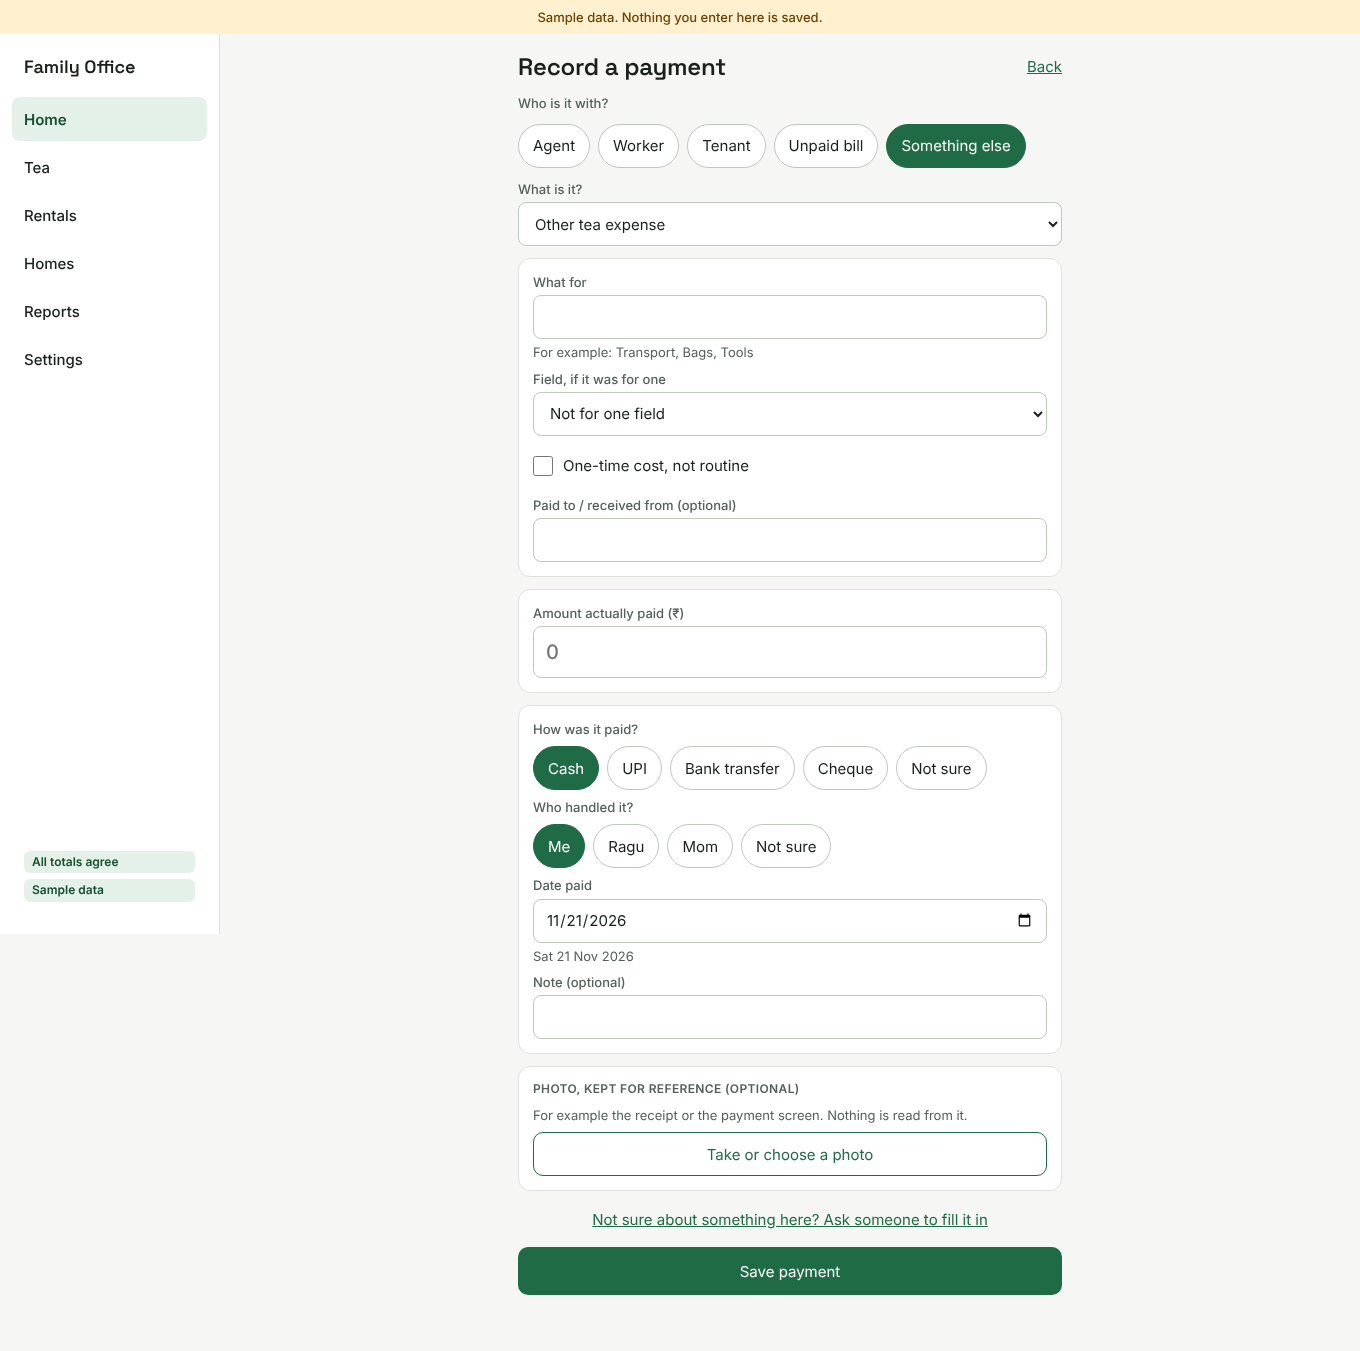 Sample data. Nothing you enter here is saved.
Family Office
Home
Tea
Rentals
Homes
Reports
Settings
All totals agree
Sample data
Record a payment
Back
Who is it with?
Agent
Worker
Tenant
Unpaid bill
Something else
What is it?
Other tea expense
What for
For example: Transport, Bags, Tools
Field, if it was for one
Not for one field
One-time cost, not routine
Paid to / received from (optional)
Amount actually paid (₹)
0
How was it paid?
Cash
UPI
Bank transfer
Cheque
Not sure
Who handled it?
Me
Ragu
Mom
Not sure
Date paid
11/21/2026
Sat 21 Nov 2026
Note (optional)
PHOTO, KEPT FOR REFERENCE (OPTIONAL)
For example the receipt or the payment screen. Nothing is read from it.
Take or choose a photo
Not sure about something here? Ask someone to fill it in
Save payment